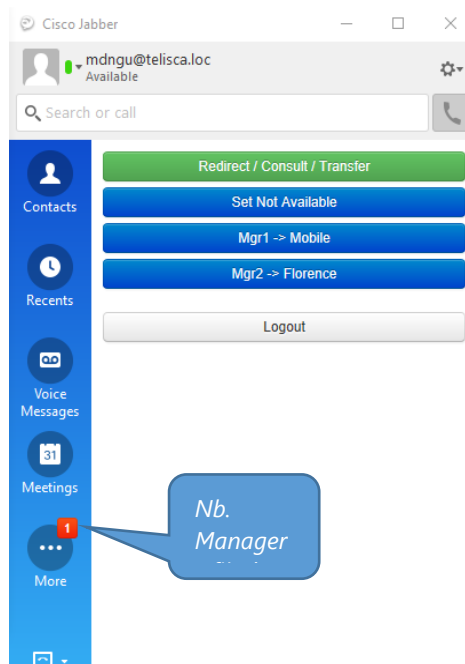 Cisco Jabber
mdngu@telisca.loc
Available
Search or call
Redirect / Consult / Transfer
Set Not Available
Mgr1 -> Mobile
Mgr2 -> Florence
Logout
Contacts
Recents
Voice
Messages
31
Meetings
1
More
Nb.
Manager